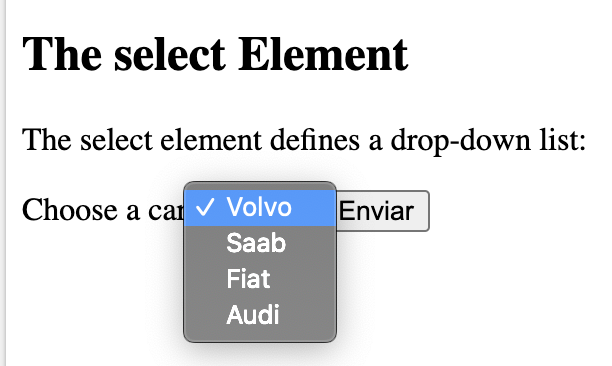 The select Element
The select element defines a drop-down list:
Choose a car Volvo Enviar
Saab
Fiat
Audi